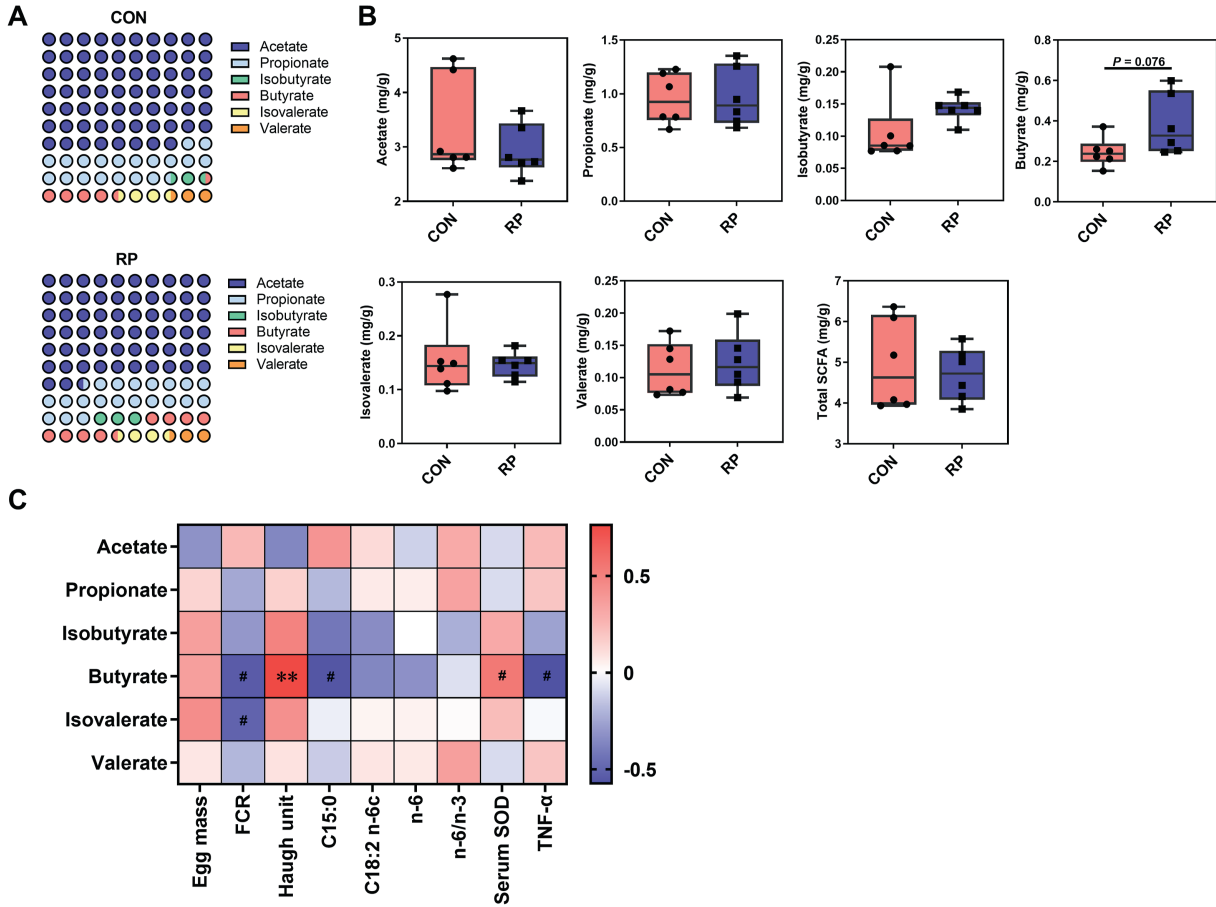 A
CON
Acetate
Propionate
Isobutyrate
Butyrate
Isovalerate
Valerate
RP
Acetate
Propionate
Isobutyrate
Butyrate
Isovalerate
Valerate
B
Acetate (mg/g)
5
4
3
2
CON
RP
Propionate (mg/g)
1.5
1.0
0.5
0.0
CON
RP
Isobutyrate (mg/g)
0.25
0.20
0.15
0.10
0.05
0.00
CON
RP
Butyrate (mg/g)
0.8
0.6
0.4
0.2
0.0
P = 0.076
CON
RP
Isovalerate (mg/g)
0.3
0.2
0.1
0.0
CON
RP
Valerate (mg/g)
0.25
0.20
0.15
0.10
0.05
0.00
CON
RP
Total SCFA (mg/g)
7
6
5
4
3
CON
RP
C
Acetate
Propionate
Isobutyrate
Butyrate # ** # # #
Isovalerate #
Valerate
Egg mass
FCR
Haugh unit
C15:0
C18:2 n-6c
n-6
n-6/n-3
Serum SOD
TNF-α
0.5
0
-0.5